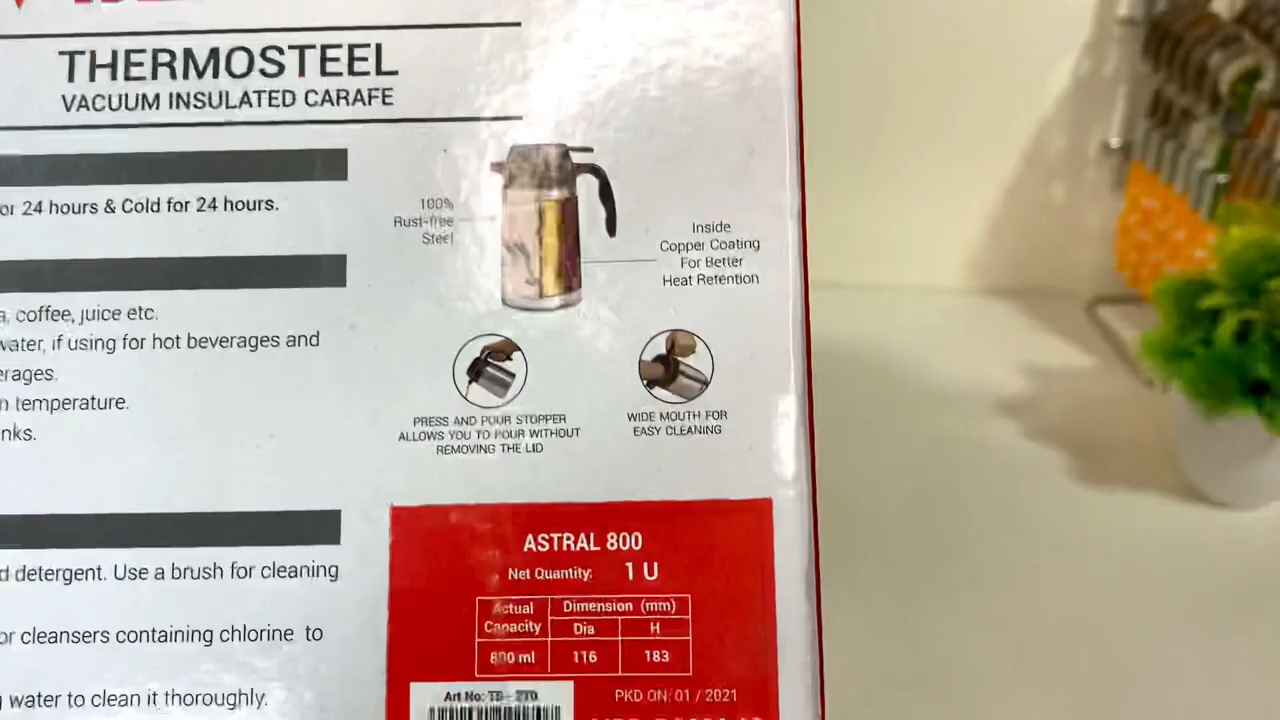 THERMOSTEEL
VACUUM INSULATED CARAFE
or 24 hours & Cold for 24 hours.
100%
Rust-free
Steel
Inside
Copper Coating
For Better
Heat Retention
a, coffee, juice etc.
water, if using for hot beverages and
erages.
n temperature.
nks.
PRESS AND POUR STOPPER
ALLOWS YOU TO POUR WITHOUT
REMOVING THE LID
WIDE MOUTH FOR
EASY CLEANING
d detergent. Use a brush for cleaning
or cleansers containing chlorine to
water to clean it thoroughly.
ASTRAL 800
Net Quantity: 1 U
Actual Capacity Dimension (mm)
Dia H
800 ml 116 183
Art No:
PKD ON: 01 / 2021